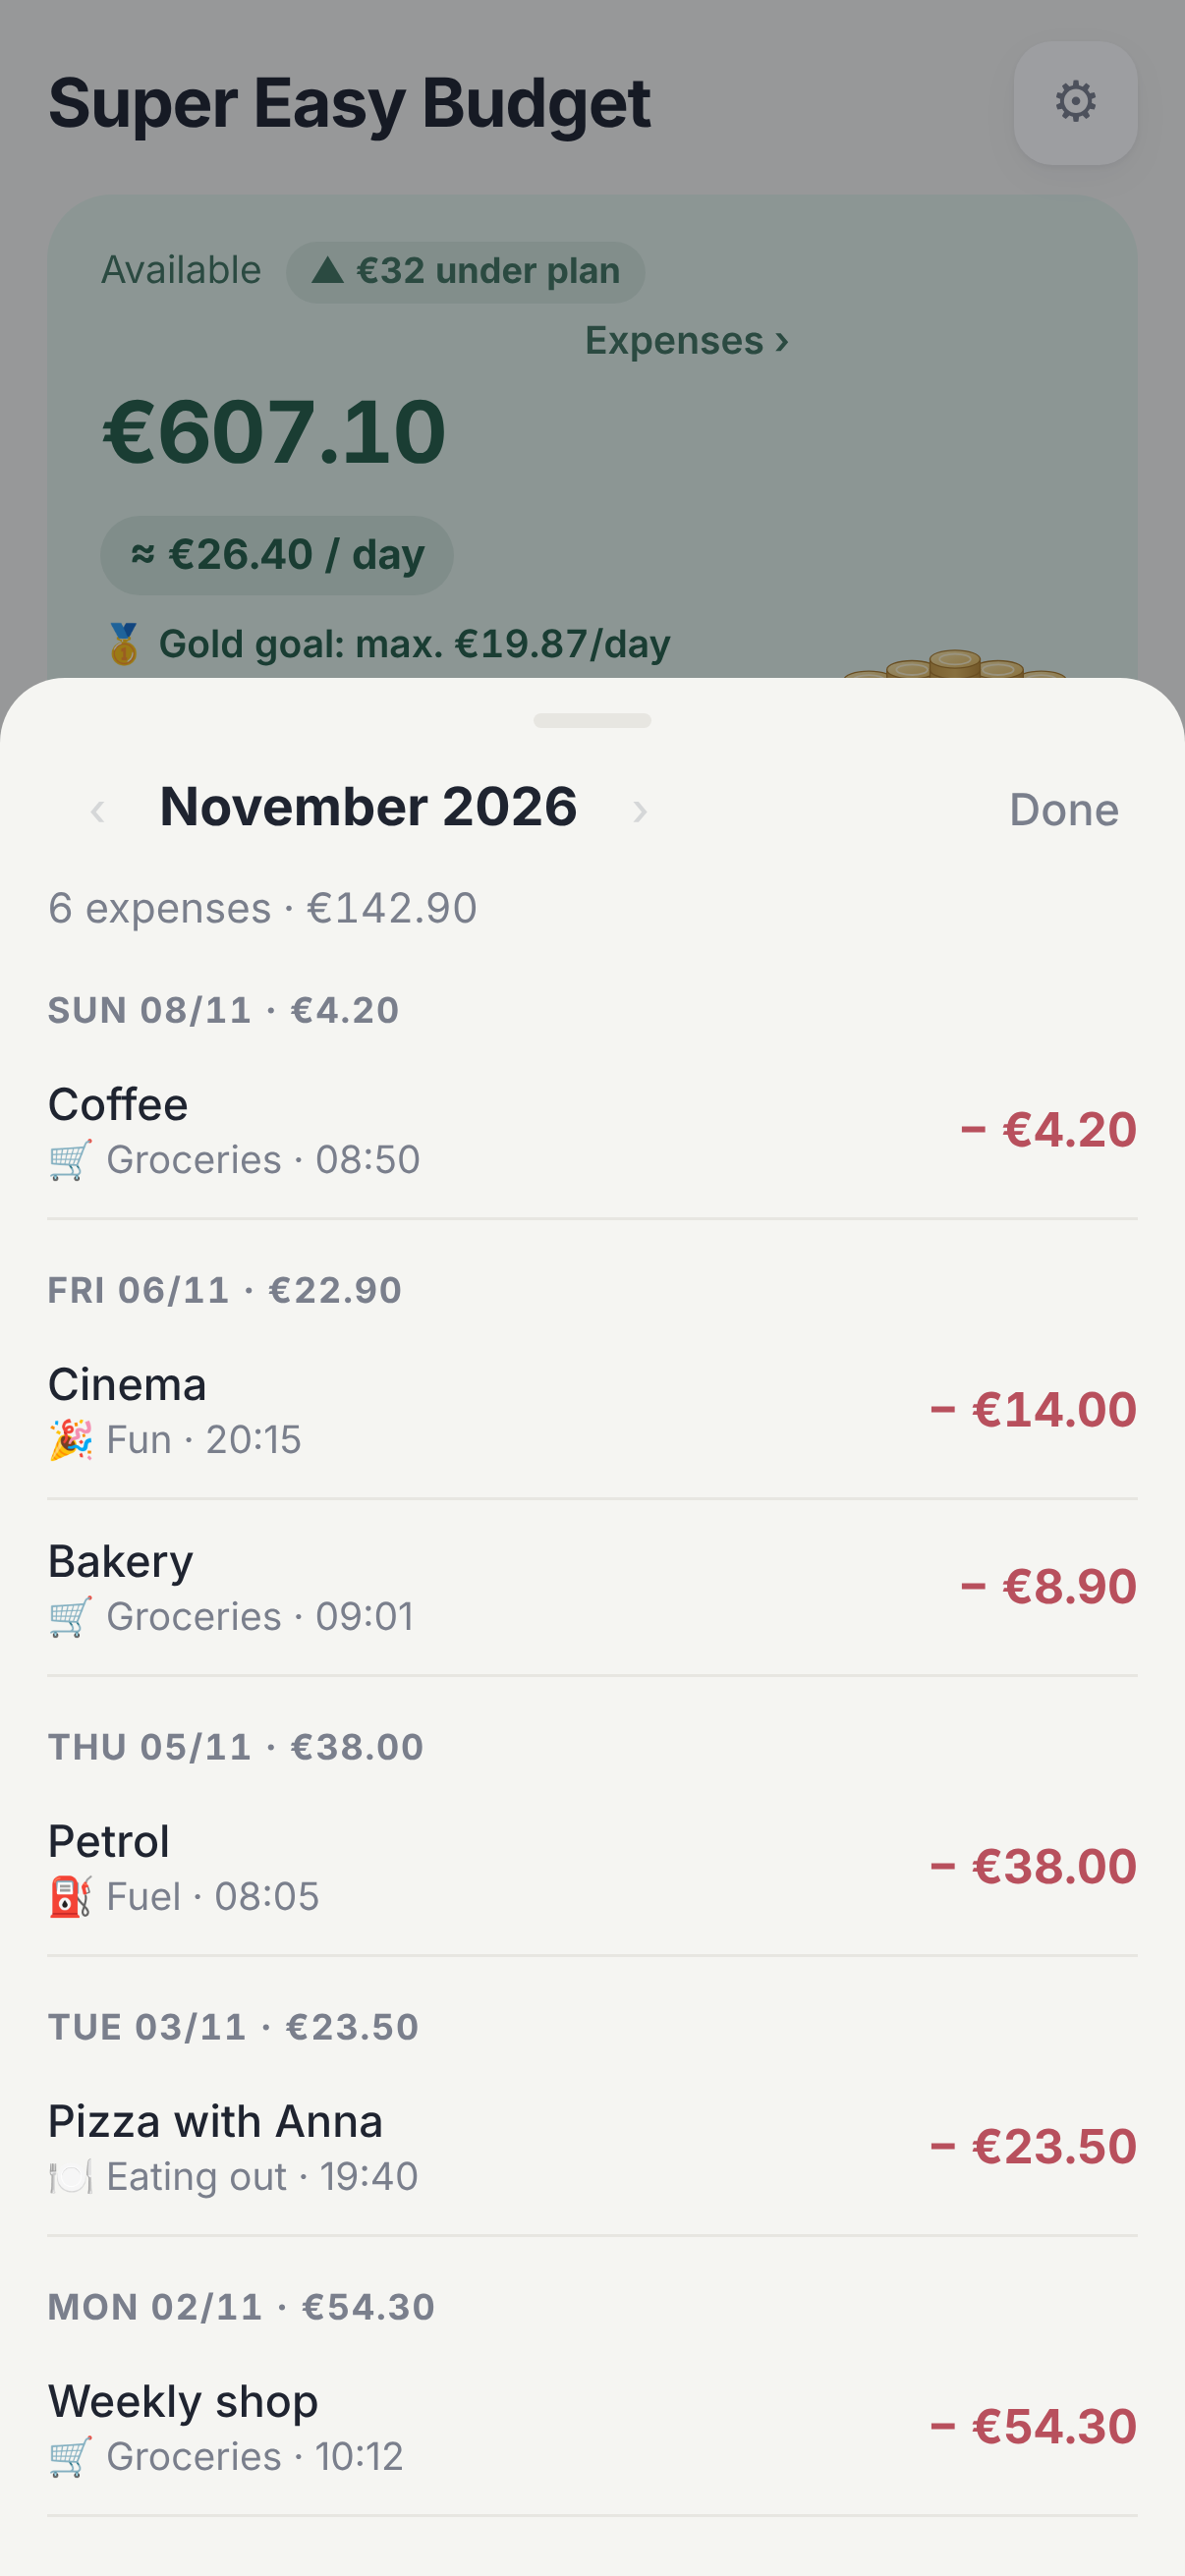 Super Easy Budget
Available ▲ €32 under plan
Expenses ›
€607.10
≈ €26.40 / day
🥇 Gold goal: max. €19.87/day
‹ November 2026 › Done
6 expenses · €142.90
SUN 08/11 · €4.20
Coffee
🛒 Groceries · 08:50
− €4.20
FRI 06/11 · €22.90
Cinema
🎉 Fun · 20:15
− €14.00
Bakery
🛒 Groceries · 09:01
− €8.90
THU 05/11 · €38.00
Petrol
⛽ Fuel · 08:05
− €38.00
TUE 03/11 · €23.50
Pizza with Anna
🍽️ Eating out · 19:40
− €23.50
MON 02/11 · €54.30
Weekly shop
🛒 Groceries · 10:12
− €54.30